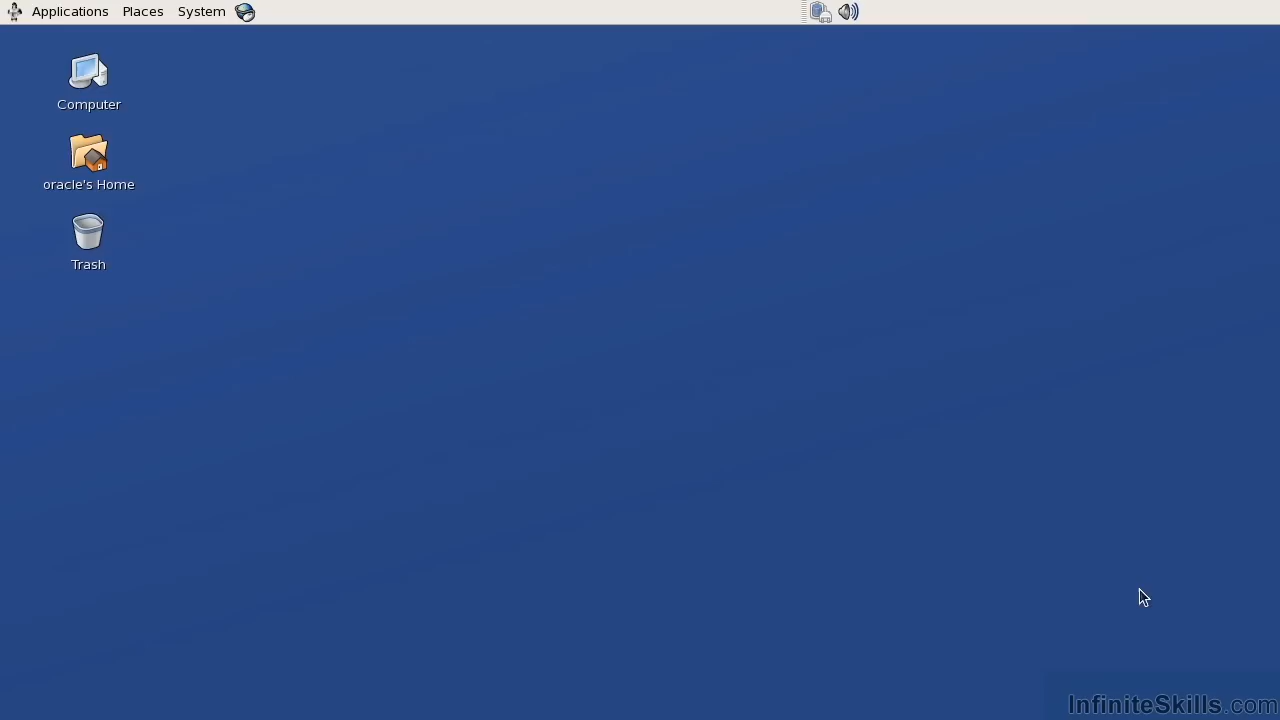 Applications Places System
Computer
oracle's Home
Trash
InfiniteSkills.com